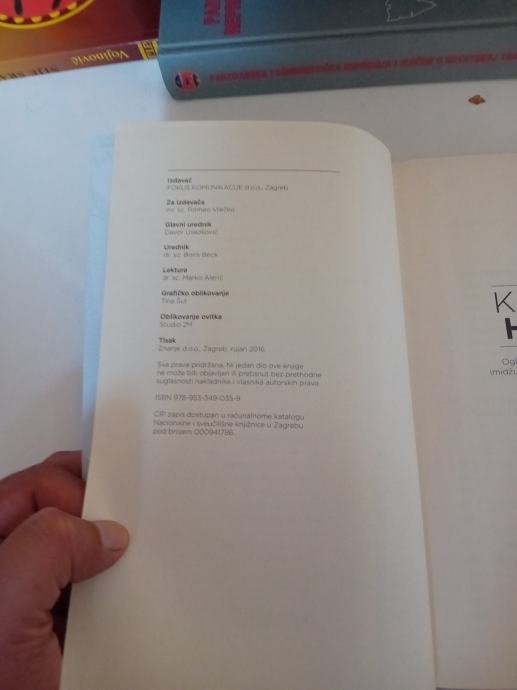 Vojinović
Izdavač
FOKUS KOMUNIKACIJE d.o.o., Zagreb
Za izdavača
mr. sc. Romeo Vrečko
Glavni urednik
Davor Uskoković
Urednik
dr. sc. Boris Beck
Lektura
dr. sc. Marko Alerić
Grafičko oblikovanje
Tina Šut
Oblikovanje ovitka
Studio 2M
Tisak
Znanje d.o.o., Zagreb, rujan 2016.
Sva prava pridržana. Ni jedan dio ove knjige
ne može biti objavljen ili pretisnut bez prethodne
suglasnosti nakladnika i vlasnika autorskih prava.
ISBN 978-953-349-035-9
CIP zapis dostupan u računalnome katalogu
Nacionalne i sveučilišne knjižnice u Zagrebu
pod brojem 000941786.
K
H
Ogl
imidžu